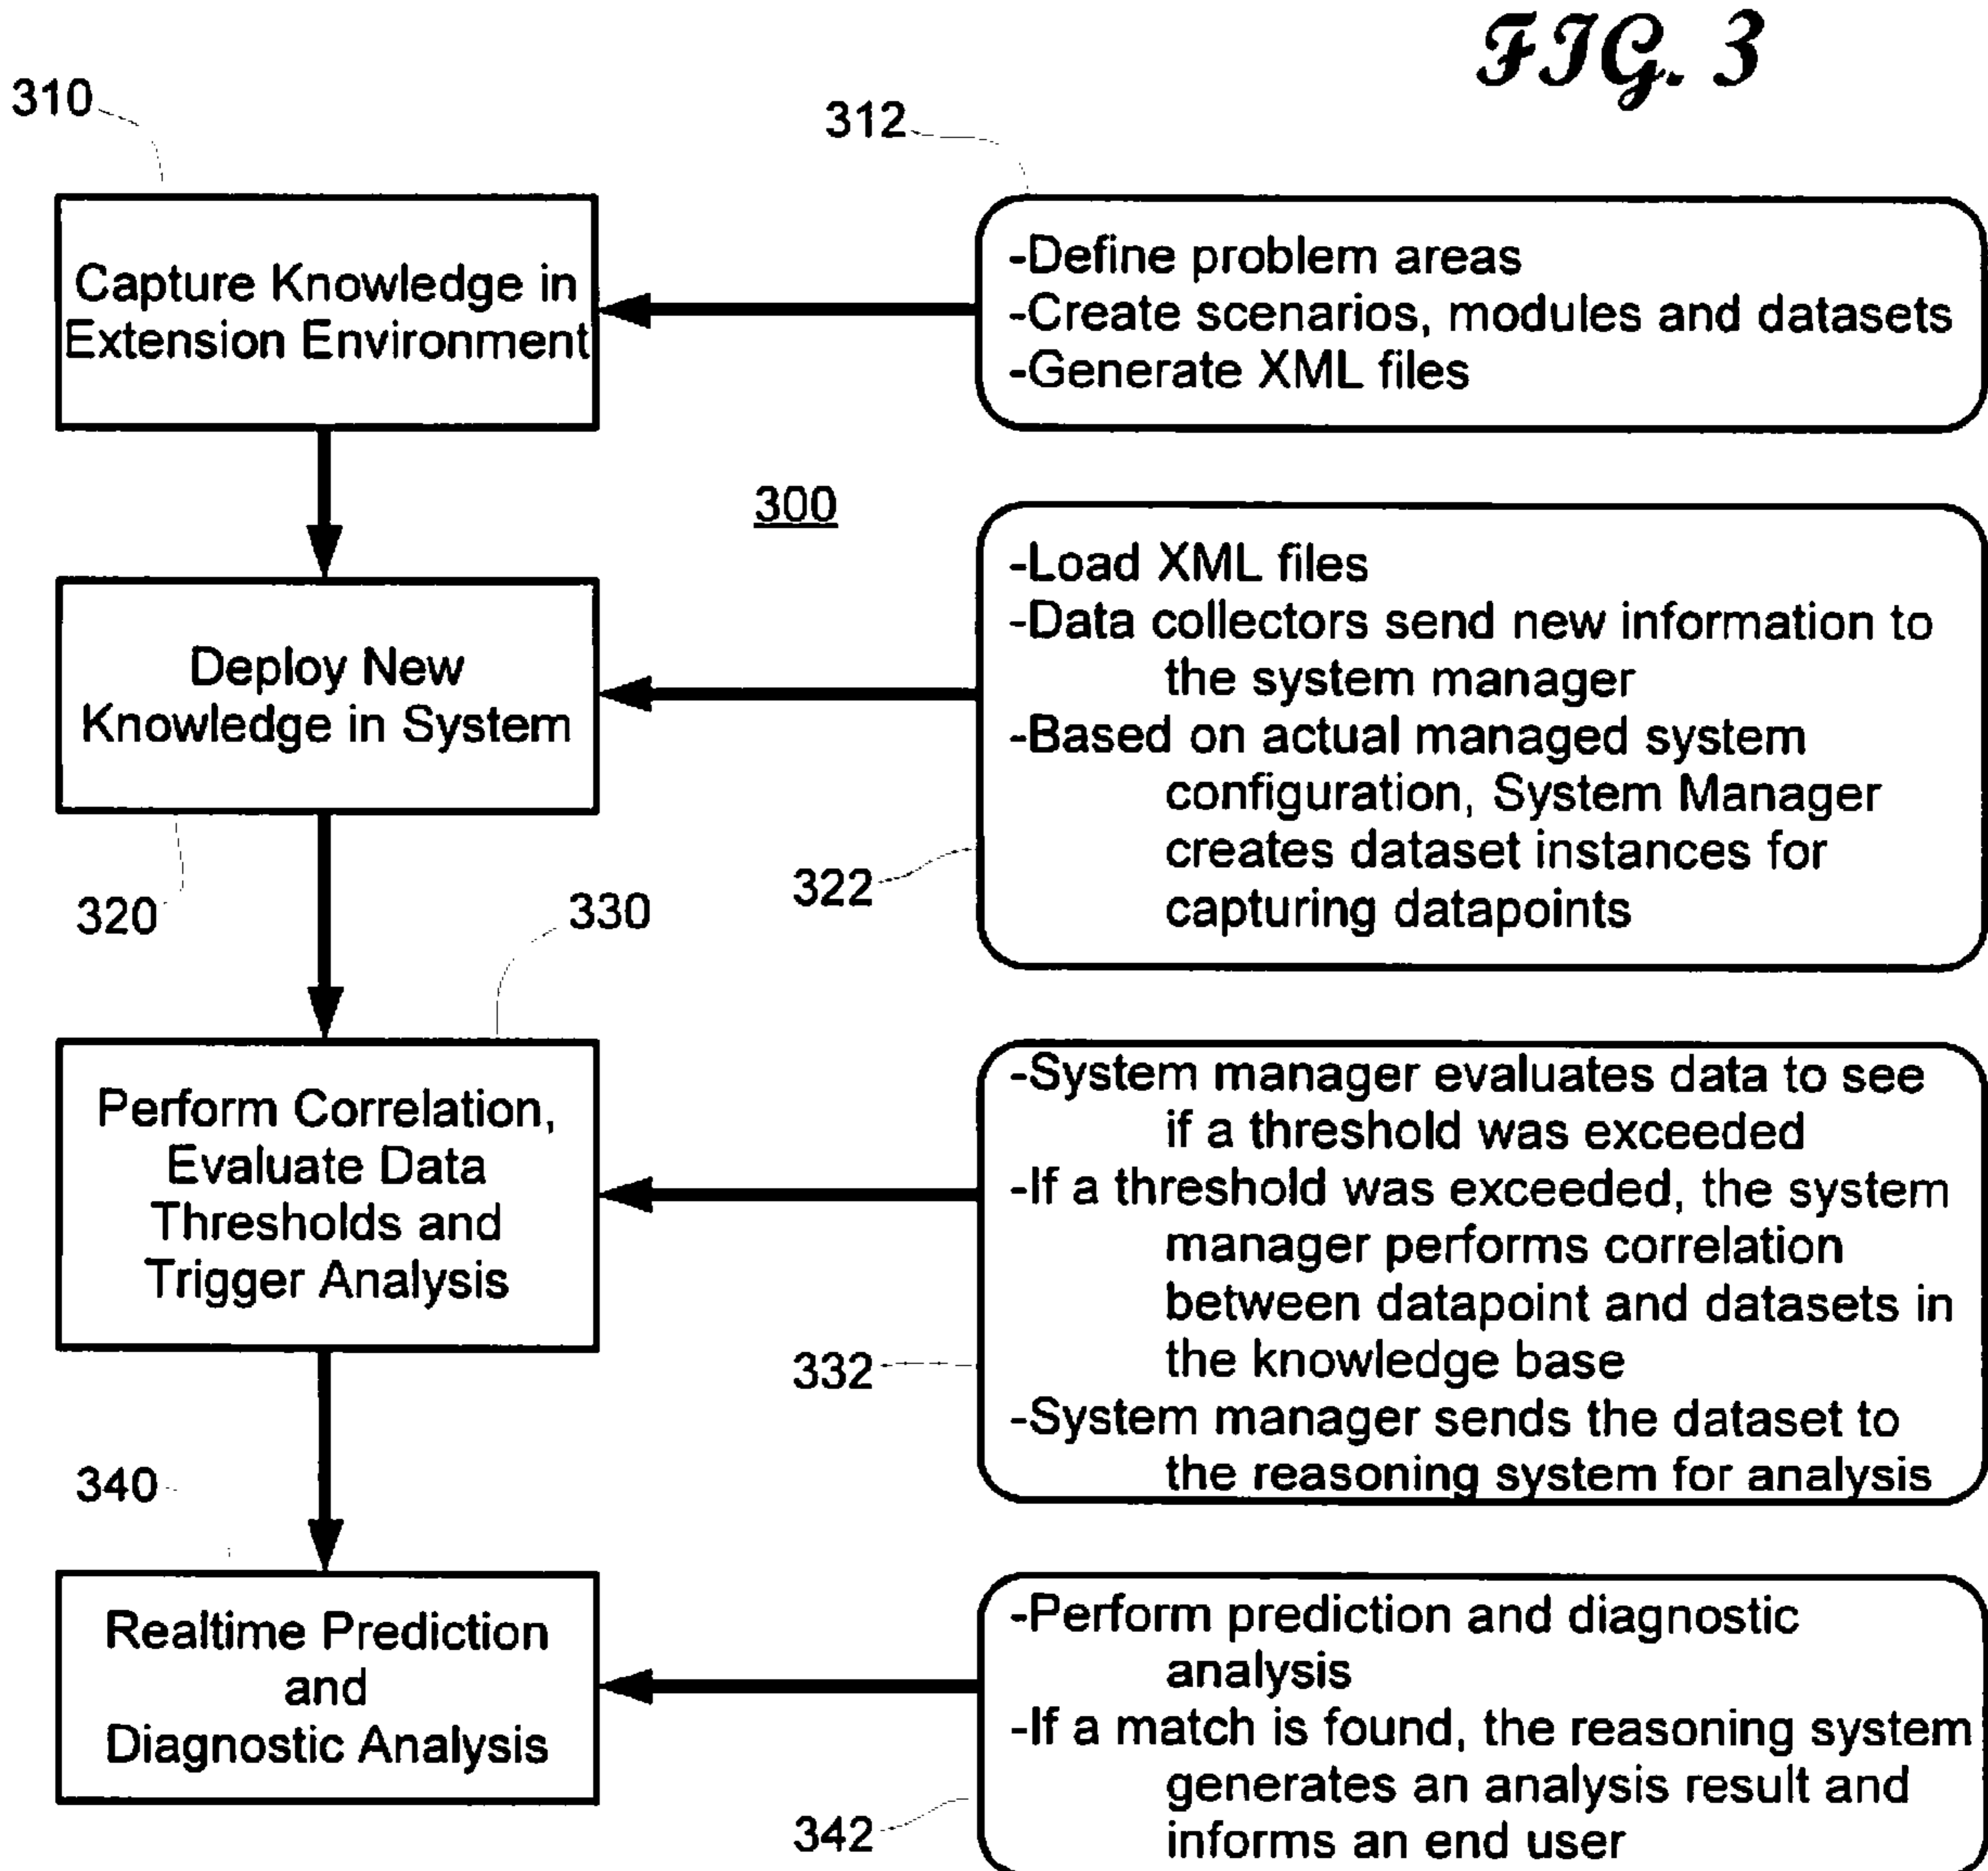 FIG. 3
310
312
Capture Knowledge in
Extension Environment
-Define problem areas
-Create scenarios, modules and datasets
-Generate XML files
300
Deploy New
Knowledge in System
320
-Load XML files
-Data collectors send new information to
the system manager
-Based on actual managed system
configuration, System Manager
creates dataset instances for
capturing datapoints
322
330
Perform Correlation,
Evaluate Data
Thresholds and
Trigger Analysis
-System manager evaluates data to see
if a threshold was exceeded
-If a threshold was exceeded, the system
manager performs correlation
between datapoint and datasets in
the knowledge base
-System manager sends the dataset to
the reasoning system for analysis
332
340
Realtime Prediction
and
Diagnostic Analysis
-Perform prediction and diagnostic
analysis
-If a match is found, the reasoning system
generates an analysis result and
informs an end user
342